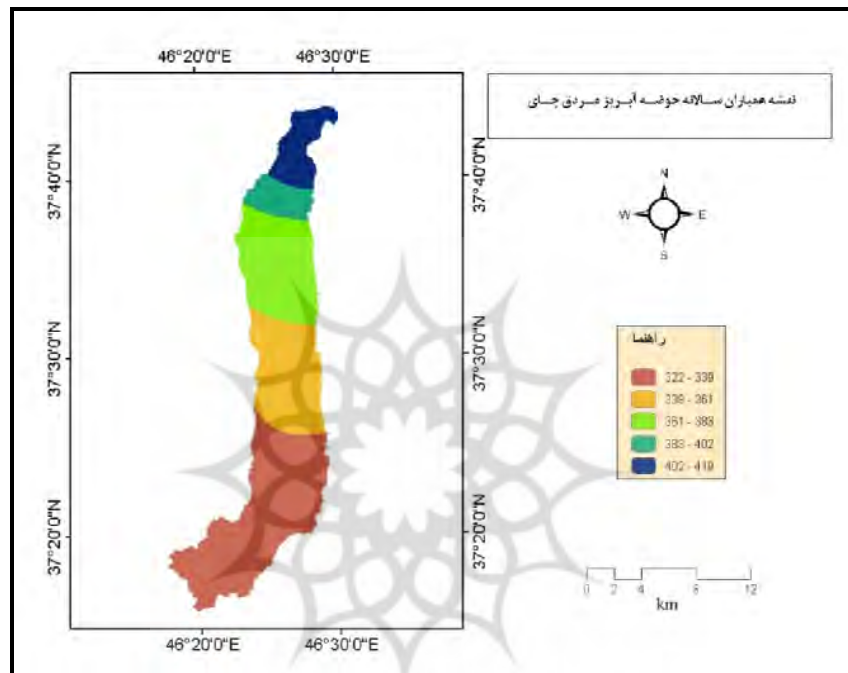 46°20'0"E 46°30'0"E
نقشه همباران سالانه حوضه آبریز مردق چای
37°40'0"N 37°40'0"N
N
W E
S
37°30'0"N 37°30'0"N
راهنما
322 - 339
339 - 361
361 - 383
383 - 402
402 - 419
37°20'0"N 37°20'0"N
0 2 4 8 12
km
46°20'0"E 46°30'0"E